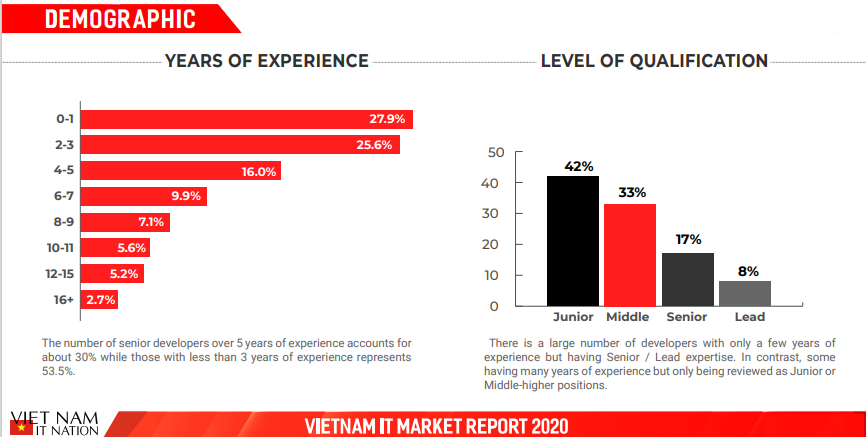 DEMOGRAPHIC
YEARS OF EXPERIENCE
0-1 27.9%
2-3 25.6%
4-5 16.0%
6-7 9.9%
8-9 7.1%
10-11 5.6%
12-15 5.2%
16+ 2.7%
The number of senior developers over 5 years of experience accounts for
about 30% while those with less than 3 years of experience represents
53.5%.
LEVEL OF QUALIFICATION
50
40
30
20
10
0
42%
33%
17%
8%
Junior Middle Senior Lead
There is a large number of developers with only a few years of
experience but having Senior / Lead expertise. In contrast, some
having many years of experience but only being reviewed as Junior or
Middle-higher positions.
VIET NAM
IT NATION
VIETNAM IT MARKET REPORT 2020